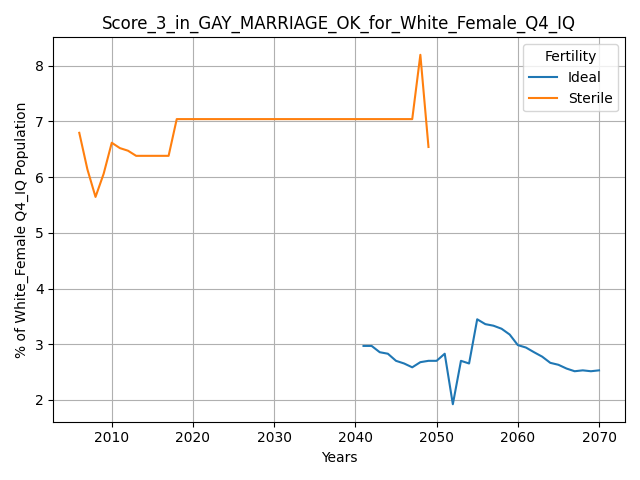 Score_3_in_GAY_MARRIAGE_OK_for_White_Female_Q4_IQ
Fertility
Ideal
Sterile
% of White_Female Q4_IQ Population
8
7
6
5
4
3
2
2010 2020 2030 2040 2050 2060 2070
Years